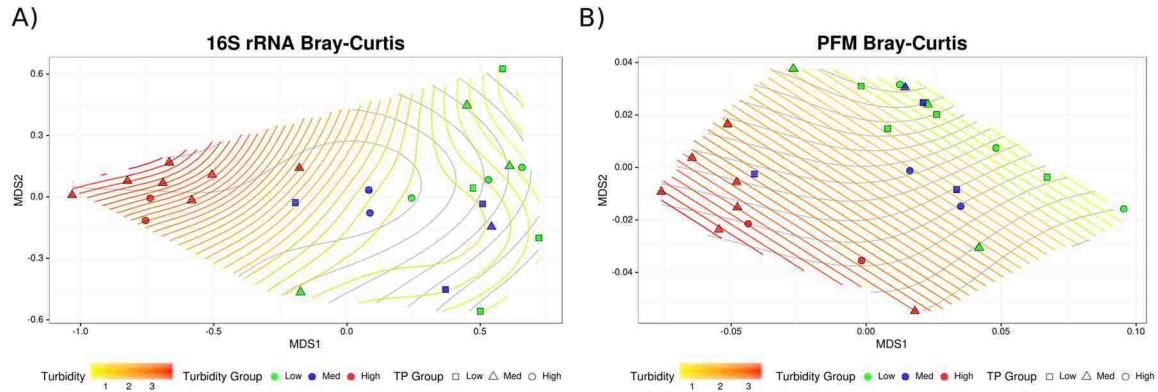 A)
16S rRNA Bray-Curtis
0.6
0.3
0.0
-0.3
-0.6
MDS2
-1.0 -0.5 0.0 0.5
MDS1
Turbidity 1 2 3 Turbidity Group Low Med High TP Group Low Med High
B)
PFM Bray-Curtis
0.04
0.02
0.00
-0.02
-0.04
MDS2
-0.05 0.00 0.05 0.10
MDS1
Turbidity 1 2 3 Turbidity Group Low Med High TP Group Low Med High